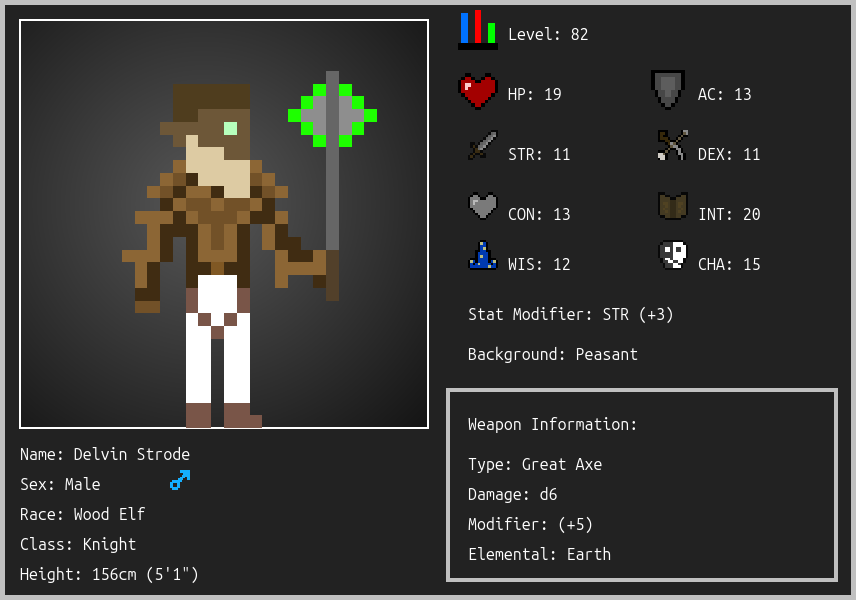 Level: 82
HP: 19
AC: 13
STR: 11
DEX: 11
CON: 13
INT: 20
WIS: 12
CHA: 15
Stat Modifier: STR (+3)
Background: Peasant
Weapon Information:
Type: Great Axe
Damage: d6
Modifier: (+5)
Elemental: Earth
Name: Delvin Strode
Sex: Male
Race: Wood Elf
Class: Knight
Height: 156cm (5'1")